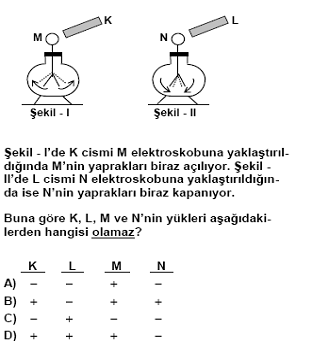 K
M
Şekil - I
L
N
Şekil - II
Şekil - I'de K cismi M elektroskobuna yaklaştırıl-
dığında M'nin yaprakları biraz açılıyor. Şekil -
II'de L cismi N elektroskobuna yaklaştırıldığın-
da ise N'nin yaprakları biraz kapanıyor.
Buna göre K, L, M ve N'nin yükleri aşağıdaki-
lerden hangisi olamaz?
K L M N
A) – – + –
B) + – + +
C) – + – –
D) + + + –